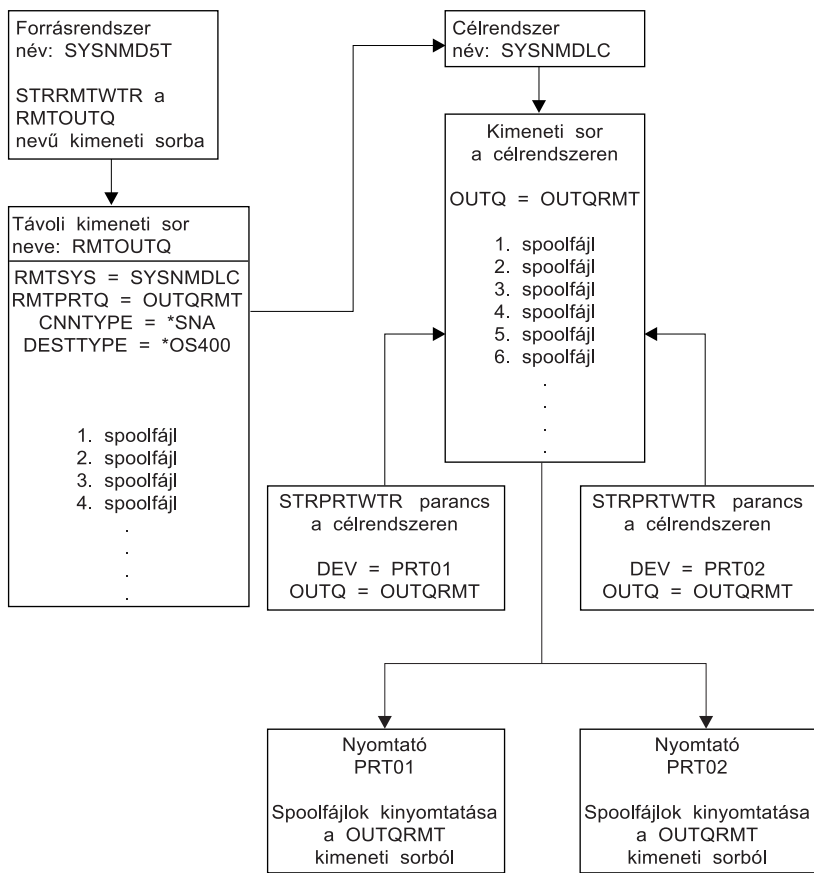 Forrásrendszer
név: SYSNMD5T
STRRMTWTR a
RMTOUTQ
nevű kimeneti sorba
Távoli kimeneti sor
neve: RMTOUTQ
RMTSYS = SYSNMDLC
RMTPRTQ = OUTQRMT
CNNTYPE = *SNA
DESTTYPE = *OS400
1. spoolfájl
2. spoolfájl
3. spoolfájl
4. spoolfájl
.
.
.
.
Célrendszer
név: SYSNMDLC
Kimeneti sor
a célrendszeren
OUTQ = OUTQRMT
1. spoolfájl
2. spoolfájl
3. spoolfájl
4. spoolfájl
5. spoolfájl
6. spoolfájl
.
.
.
.
STRPRTWTR parancs
a célrendszeren
DEV = PRT01
OUTQ = OUTQRMT
STRPRTWTR parancs
a célrendszeren
DEV = PRT02
OUTQ = OUTQRMT
Nyomtató
PRT01
Spoolfájlok kinyomtatása
a OUTQRMT
kimeneti sorból
Nyomtató
PRT02
Spoolfájlok kinyomtatása
a OUTQRMT
kimeneti sorból